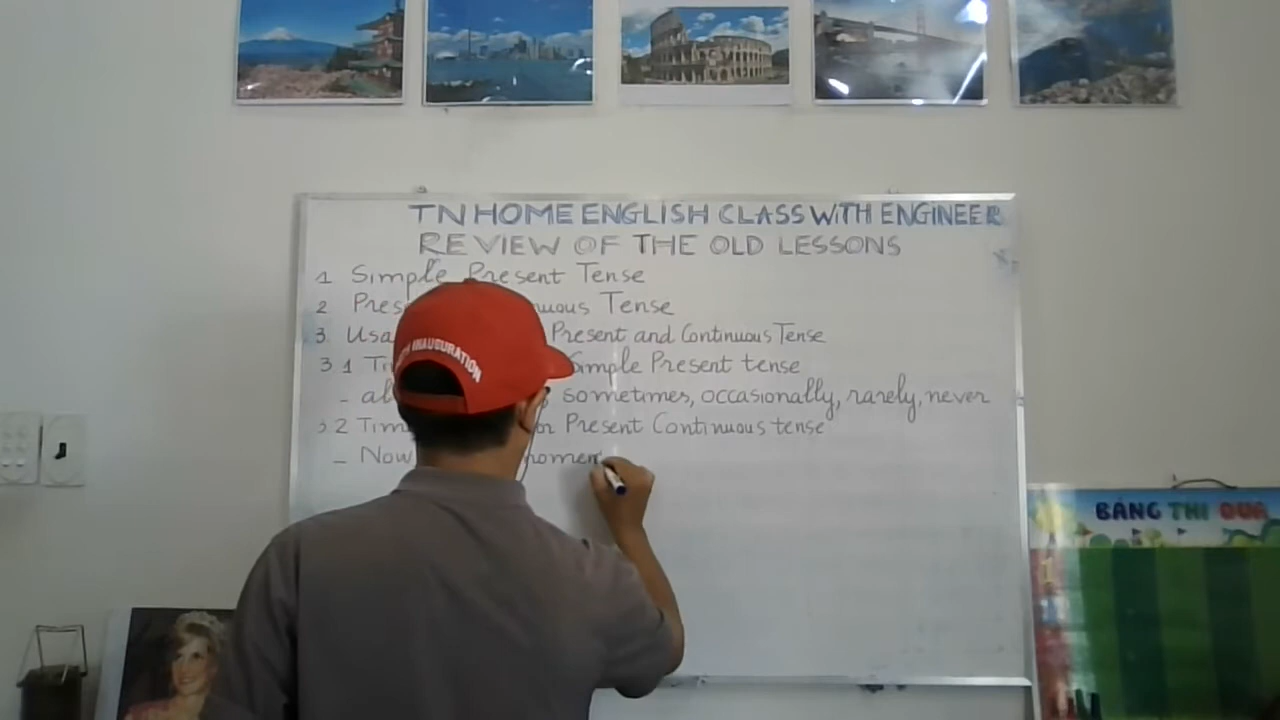 TN HOME ENGLISH CLASS WITH ENGINEER
REVIEW OF THE OLD LESSONS
1 Simple Present Tense
2 Pres uous Tense
3. Usa Present and Continuous Tense
3 1 Simple Present tense
- al sometimes, occasionally, rarely, never
3 2 Tim or Present Continuous tense
- Now momen
INAUGURATION
BẢNG THI ĐUA